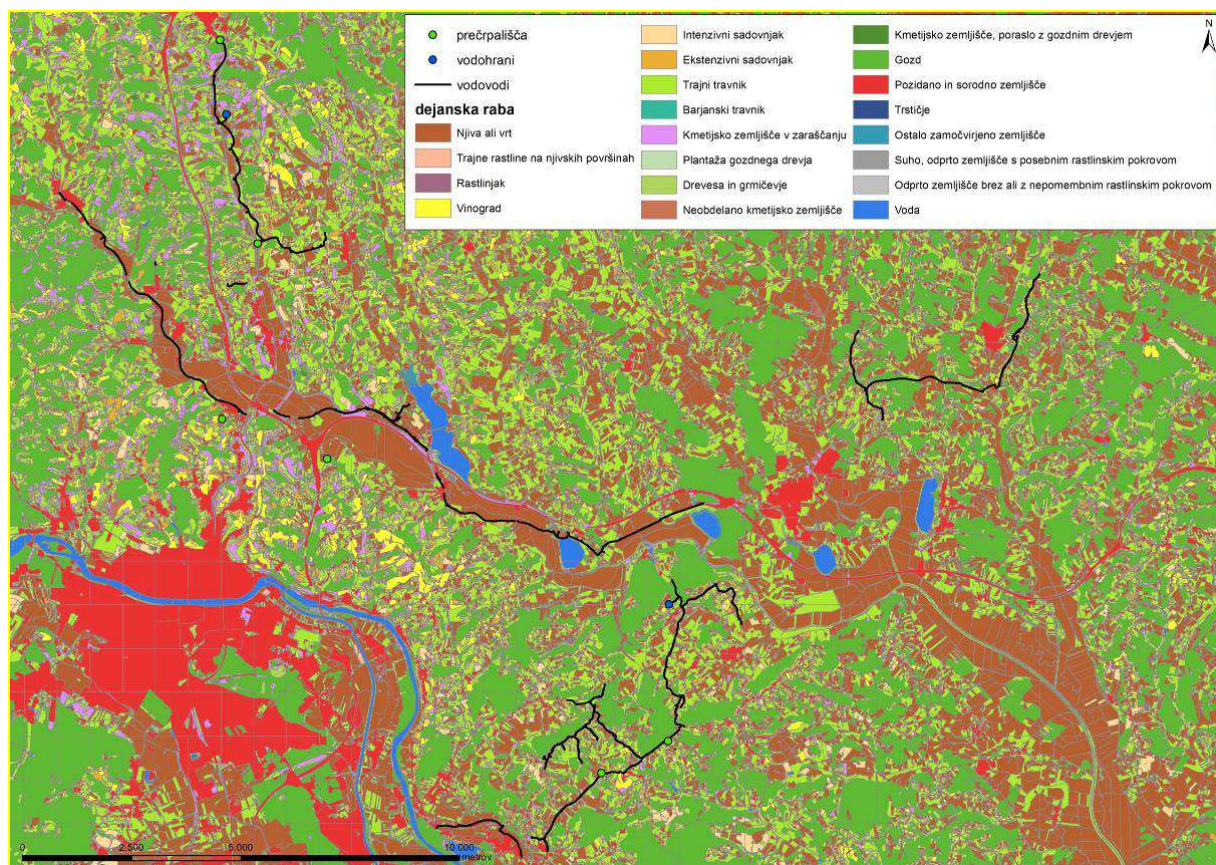 prečrpališča
vodohrani
vodovodi
dejanska raba
Njiva ali vrt
Trajne rastline na njivskih površinah
Rastlinjak
Vinograd
Intenzivni sadovnjak
Ekstenzivni sadovnjak
Trajni travnik
Barjanski travnik
Kmetijsko zemljišče v zaraščanju
Plantaža gozdnega drevja
Drevesa in grmičevje
Neobdelano kmetijsko zemljišče
Kmetijsko zemljišče, poraslo z gozdnim drevjem
Gozd
Pozidano in sorodno zemljišče
Trstičje
Ostalo zamočvirjeno zemljišče
Suho, odprto zemljišče s posebnim rastlinskim pokrovom
Odprto zemljišče brez ali z nepomembnim rastlinskim pokrovom
Voda
N
0 2.500 5.000 10.000
metrov